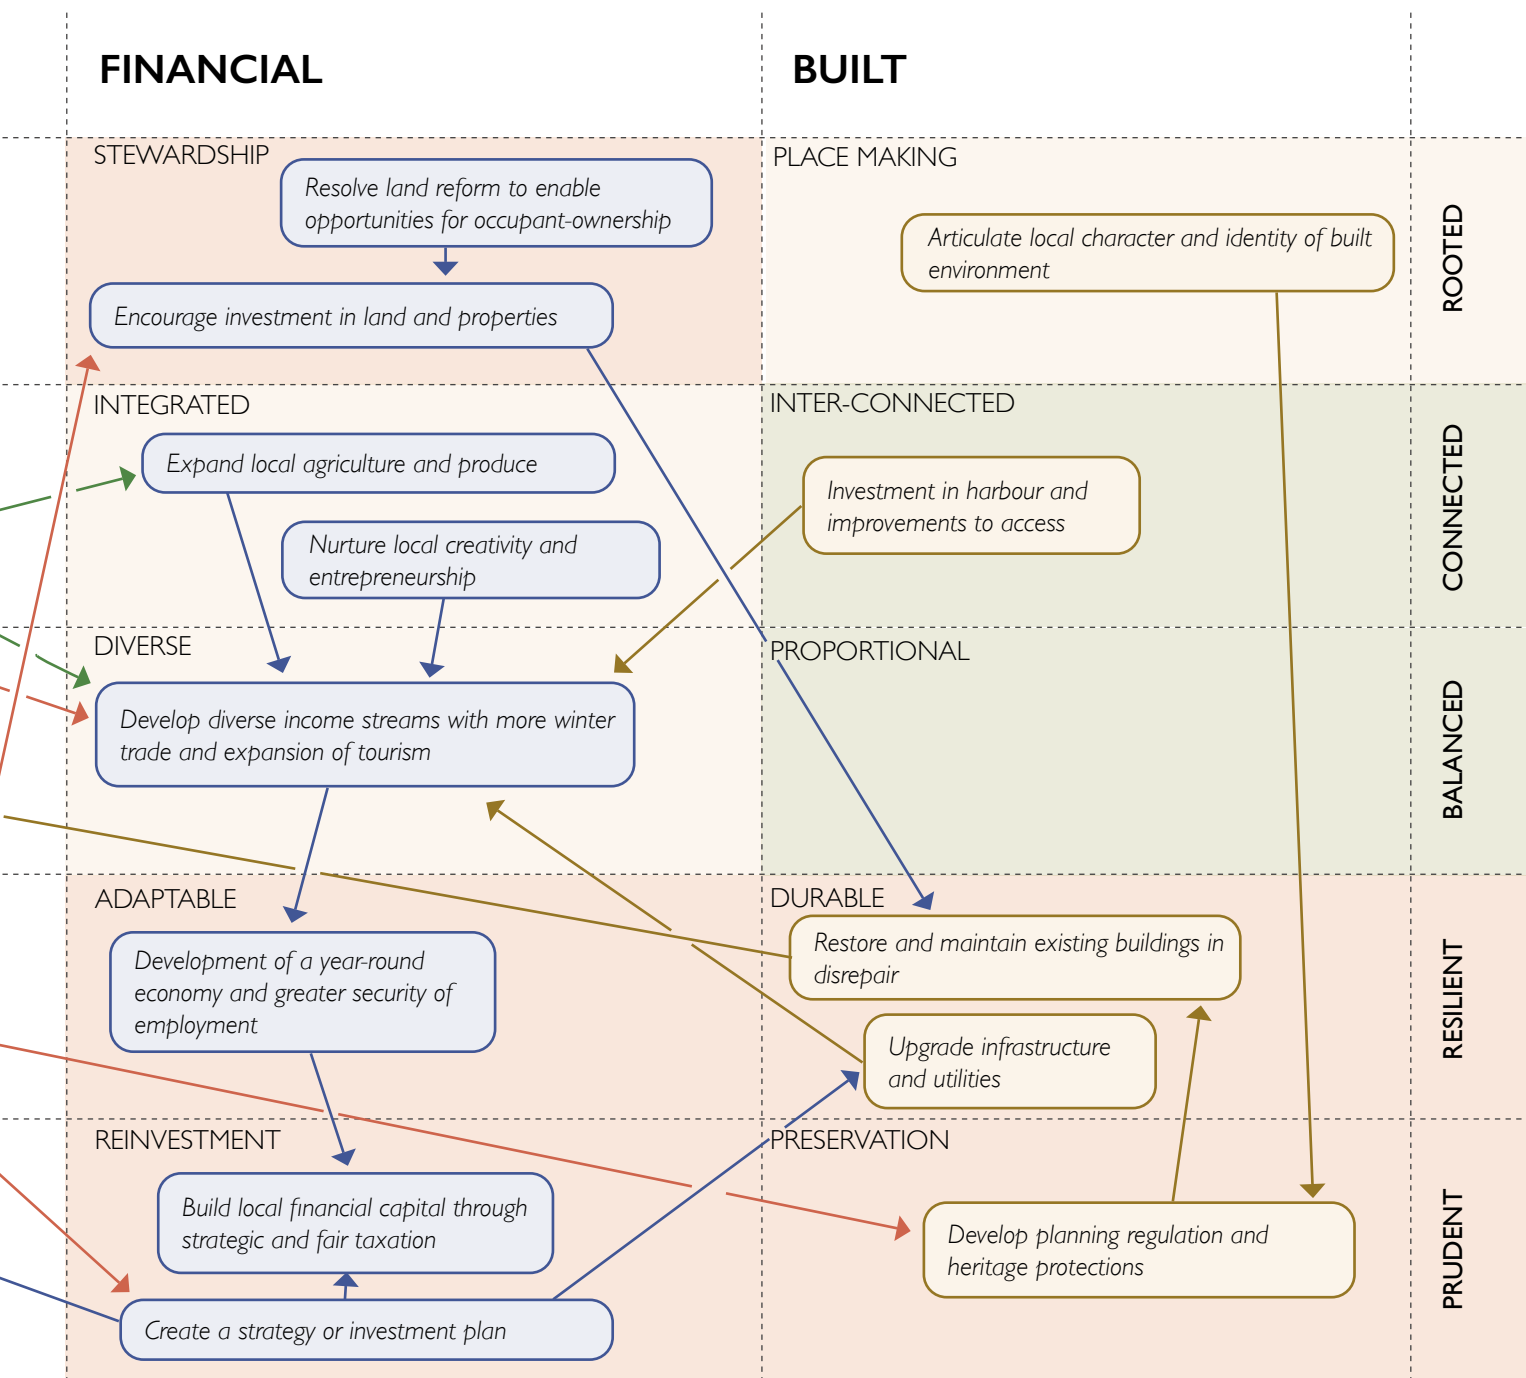 FINANCIAL
BUILT
STEWARDSHIP
Resolve land reform to enable
opportunities for occupant-ownership
Encourage investment in land and properties
PLACE MAKING
Articulate local character and identity of built
environment
ROOTED
INTEGRATED
Expand local agriculture and produce
Nurture local creativity and
entrepreneurship
INTER-CONNECTED
Investment in harbour and
improvements to access
CONNECTED
DIVERSE
Develop diverse income streams with more winter
trade and expansion of tourism
PROPORTIONAL
BALANCED
ADAPTABLE
Development of a year-round
economy and greater security of
employment
DURABLE
Restore and maintain existing buildings in
disrepair
Upgrade infrastructure
and utilities
RESILIENT
REINVESTMENT
Build local financial capital through
strategic and fair taxation
Create a strategy or investment plan
PRESERVATION
Develop planning regulation and
heritage protections
PRUDENT